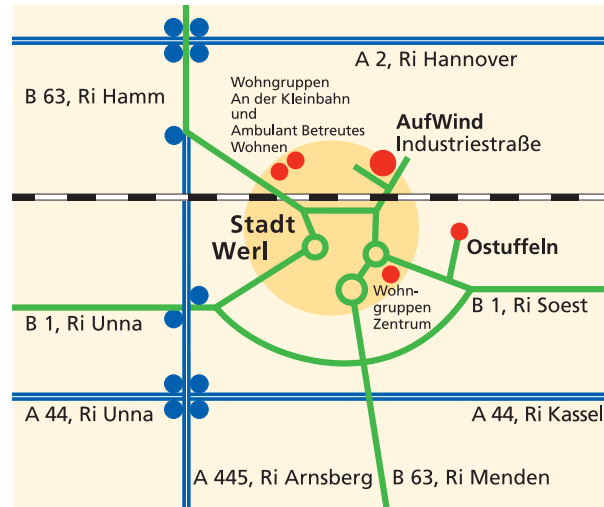 A 2, Ri Hannover
B 63, Ri Hamm
Wohngruppen
An der Kleinbahn
und
Ambulant Betreutes
Wohnen
AufWind
Industriestraße
Stadt
Werl
Ostuffeln
Wohn-
gruppen
Zentrum
B 1, Ri Soest
B 1, Ri Unna
A 44, Ri Unna
A 44, Ri Kassel
A 445, Ri Arnsberg
B 63, Ri Menden